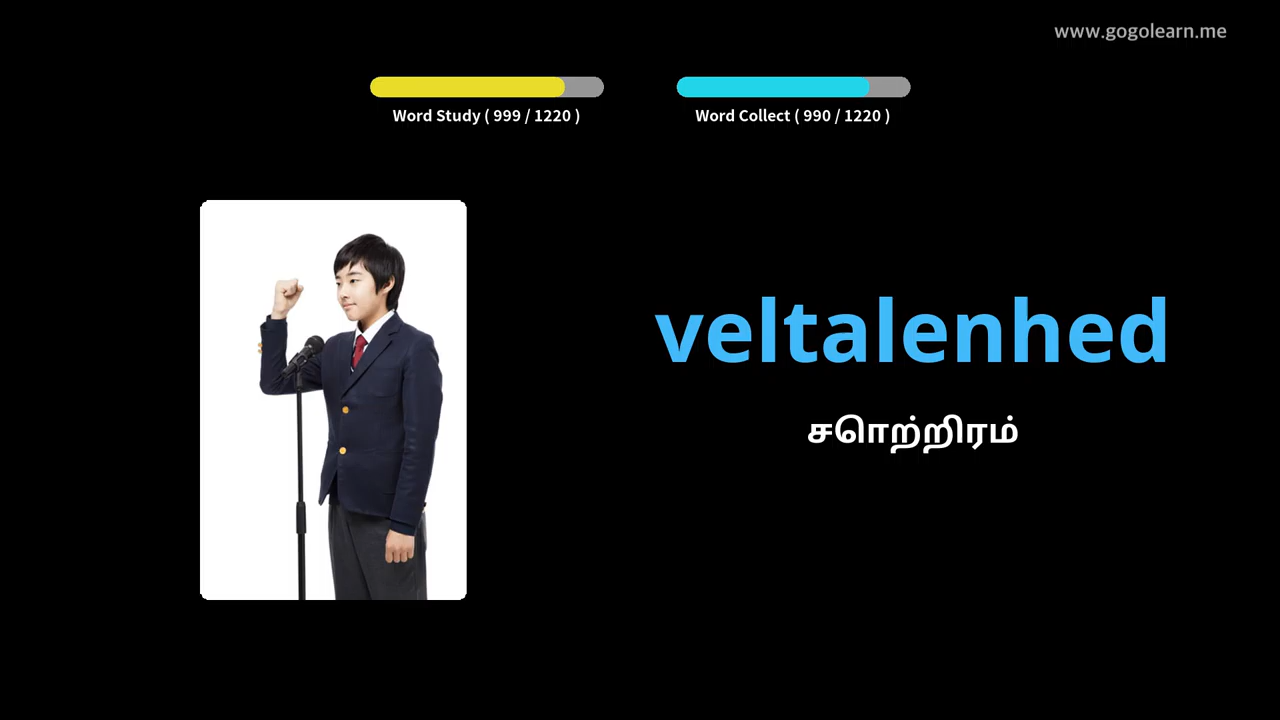 www.gogolearn.me
Word Study ( 999 / 1220 )
Word Collect ( 990 / 1220 )
veltalenhed
சொற்றிரம்